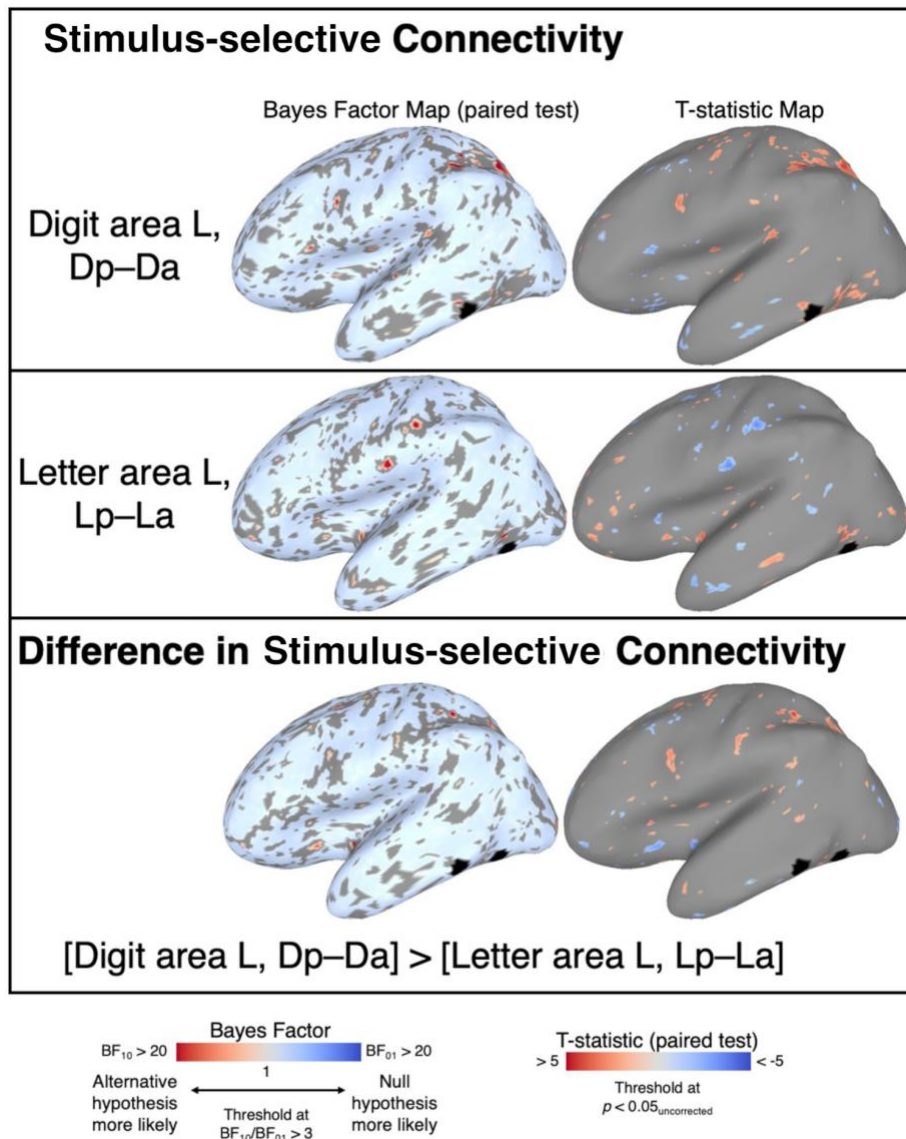 Stimulus-selective Connectivity
Bayes Factor Map (paired test)
T-statistic Map
Digit area L,
Dp–Da
Letter area L,
Lp–La
Difference in Stimulus-selective Connectivity
[Digit area L, Dp–Da] > [Letter area L, Lp–La]
Bayes Factor
BF10 > 20
BF01 > 20
1
Alternative
hypothesis
more likely
Null
hypothesis
more likely
Threshold at
BF10/BF01 > 3
T-statistic (paired test)
> 5
< -5
Threshold at
p < 0.05uncorrected